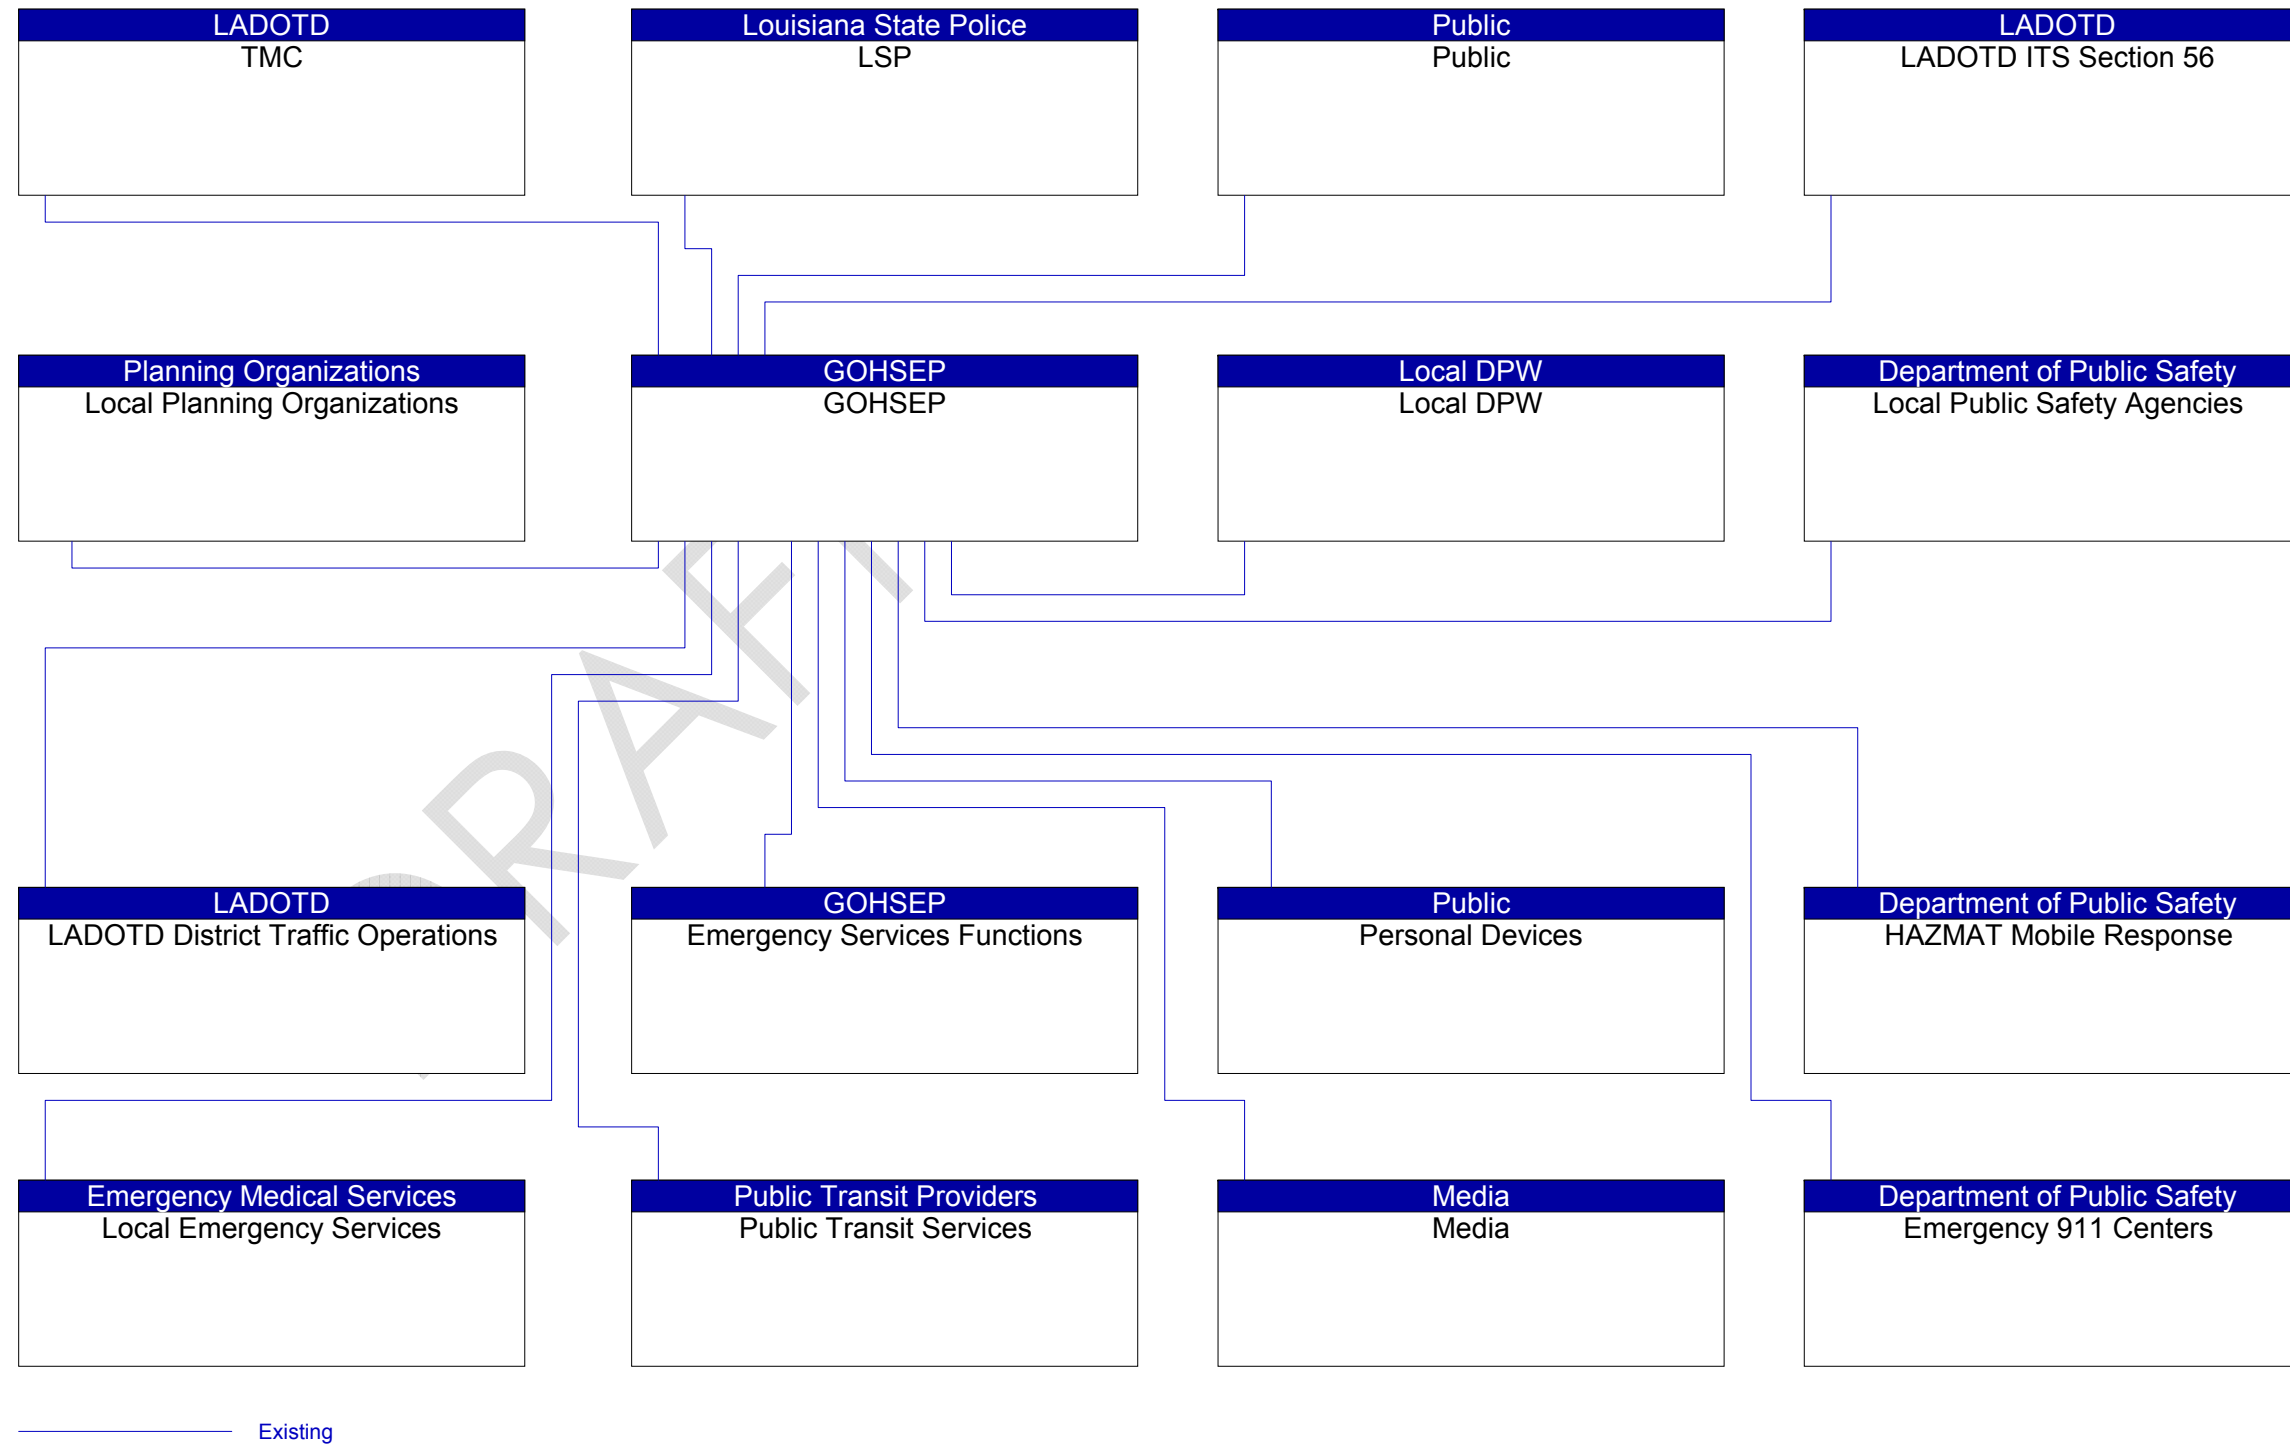 LADOTD
TMC
Louisiana State Police
LSP
Public
Public
LADOTD
LADOTD ITS Section 56
Planning Organizations
Local Planning Organizations
GOHSEP
GOHSEP
Local DPW
Local DPW
Department of Public Safety
Local Public Safety Agencies
DRAFT
LADOTD
LADOTD District Traffic Operations
GOHSEP
Emergency Services Functions
Public
Personal Devices
Department of Public Safety
HAZMAT Mobile Response
Emergency Medical Services
Local Emergency Services
Public Transit Providers
Public Transit Services
Media
Media
Department of Public Safety
Emergency 911 Centers
Existing